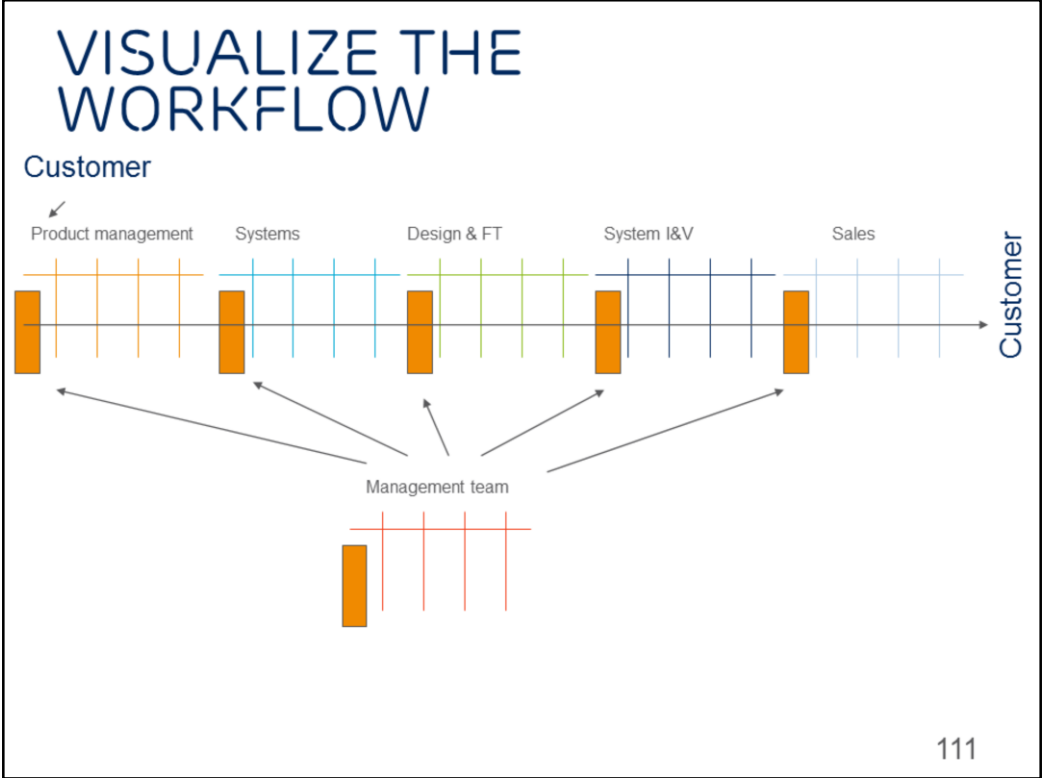 VISUALIZE THE
WORKFLOW
Customer
Product management
Systems
Design & FT
System I&V
Sales
Customer
Management team
111